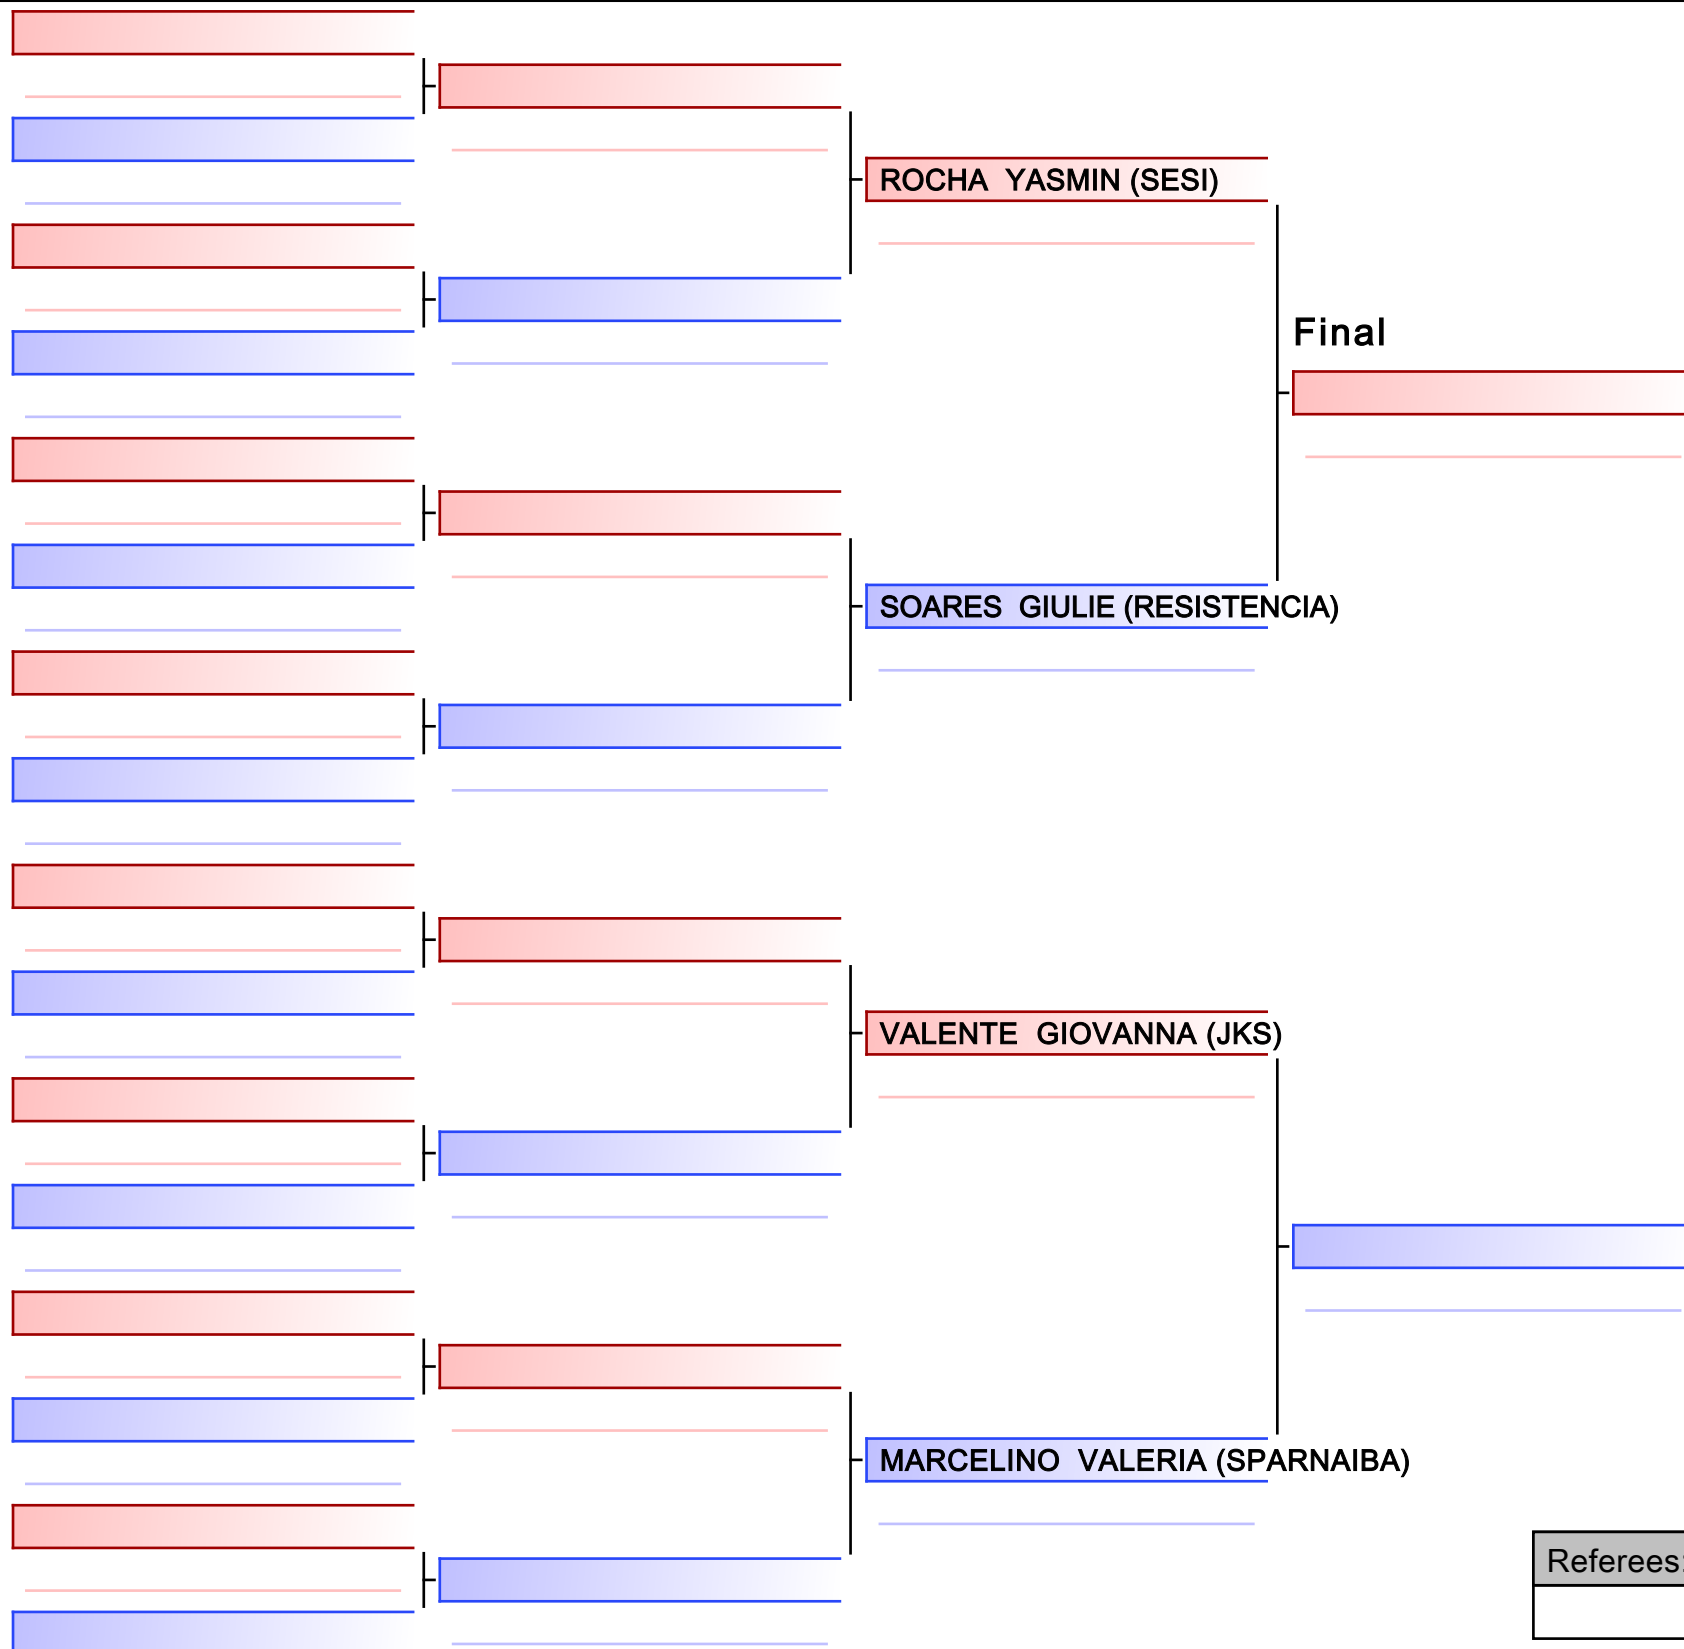 ROCHA  YASMIN (SESI)
Final
SOARES  GIULIE (RESISTENCIA)
VALENTE  GIOVANNA (JKS)
MARCELINO  VALERIA (SPARNAIBA)
Referees: